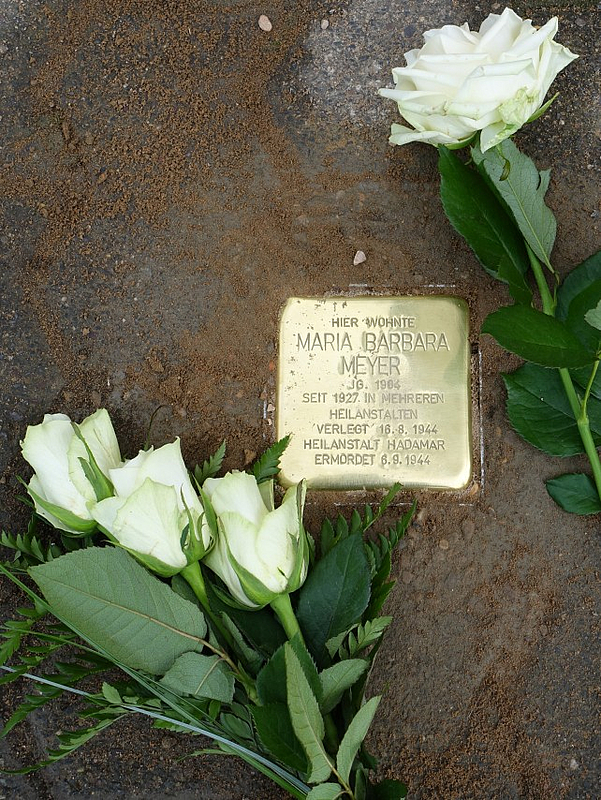 HIER WOHNTE
MARIA BARBARA
MEYER
JG. 1904
SEIT 1927 IN MEHREREN
HEILANSTALTEN
'VERLEGT' 16.8.1944
HEILANSTALT HADAMAR
ERMORDET 6.9.1944